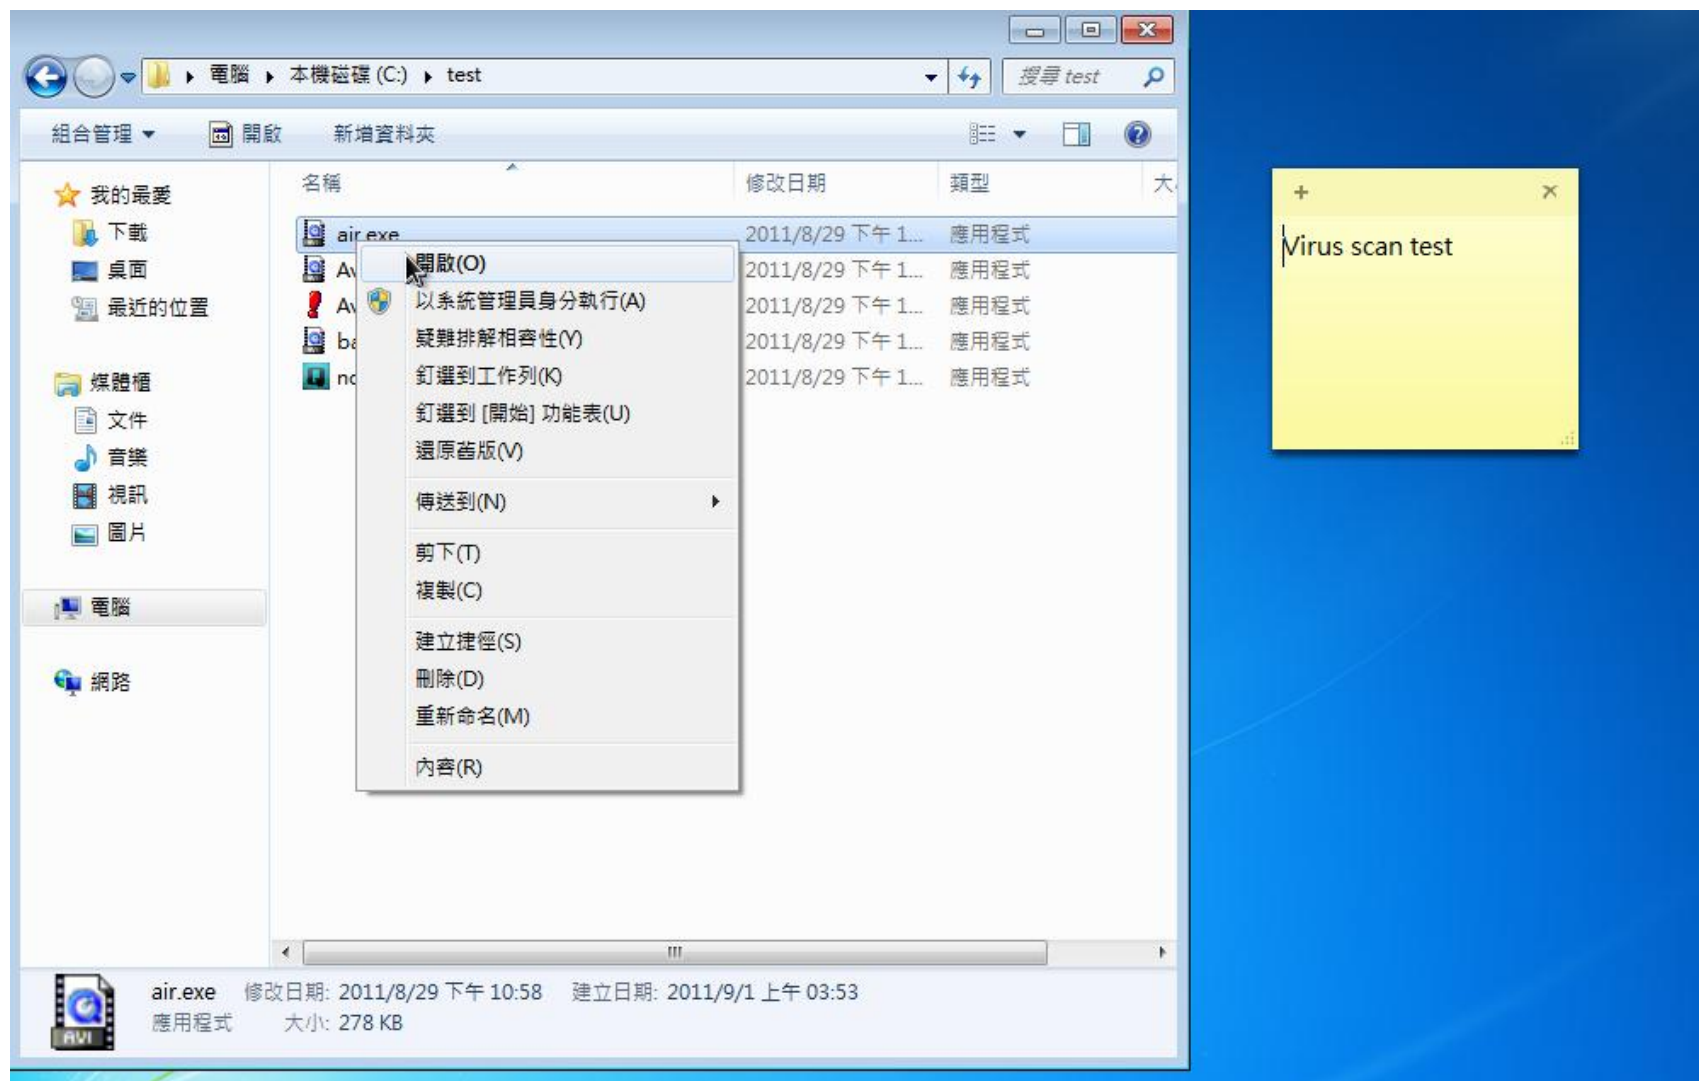 電腦 本機磁碟 (C:) test
搜尋 test
組合管理 開啟 新增資料夾
名稱 修改日期 類型
我的最愛
下載
桌面
最近的位置
媒體櫃
文件
音樂
視訊
圖片
電腦
網路
air.exe 2011/8/29 下午 1... 應用程式
2011/8/29 下午 1... 應用程式
2011/8/29 下午 1... 應用程式
2011/8/29 下午 1... 應用程式
2011/8/29 下午 1... 應用程式
開啟(O)
以系統管理員身分執行(A)
疑難排解相容性(Y)
釘選到工作列(K)
釘選到 [開始] 功能表(U)
還原舊版(V)
傳送到(N)
剪下(T)
複製(C)
建立捷徑(S)
刪除(D)
重新命名(M)
內容(R)
air.exe 修改日期: 2011/8/29 下午 10:58 建立日期: 2011/9/1 上午 03:53
應用程式 大小: 278 KB
AVI
Virus scan test